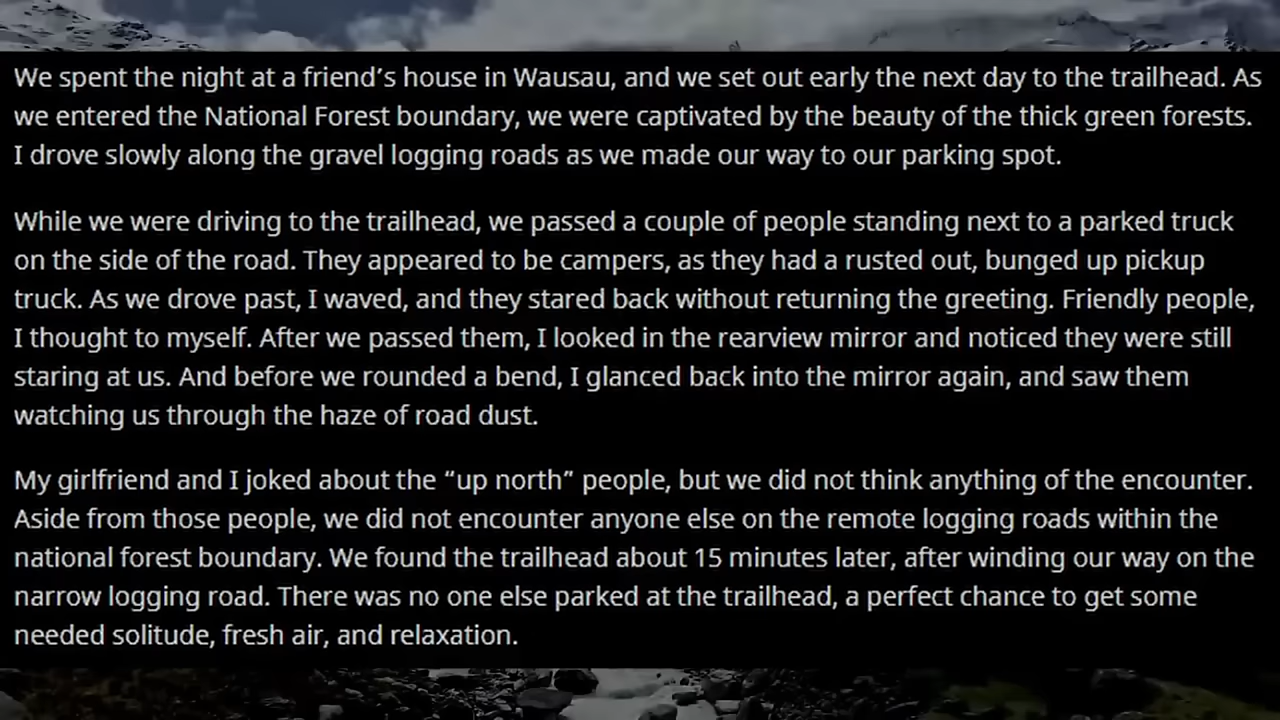 We spent the night at a friend’s house in Wausau, and we set out early the next day to the trailhead. As
we entered the National Forest boundary, we were captivated by the beauty of the thick green forests.
I drove slowly along the gravel logging roads as we made our way to our parking spot.
While we were driving to the trailhead, we passed a couple of people standing next to a parked truck
on the side of the road. They appeared to be campers, as they had a rusted out, bunged up pickup
truck. As we drove past, I waved, and they stared back without returning the greeting. Friendly people,
I thought to myself. After we passed them, I looked in the rearview mirror and noticed they were still
staring at us. And before we rounded a bend, I glanced back into the mirror again, and saw them
watching us through the haze of road dust.
My girlfriend and I joked about the “up north” people, but we did not think anything of the encounter.
Aside from those people, we did not encounter anyone else on the remote logging roads within the
national forest boundary. We found the trailhead about 15 minutes later, after winding our way on the
narrow logging road. There was no one else parked at the trailhead, a perfect chance to get some
needed solitude, fresh air, and relaxation.